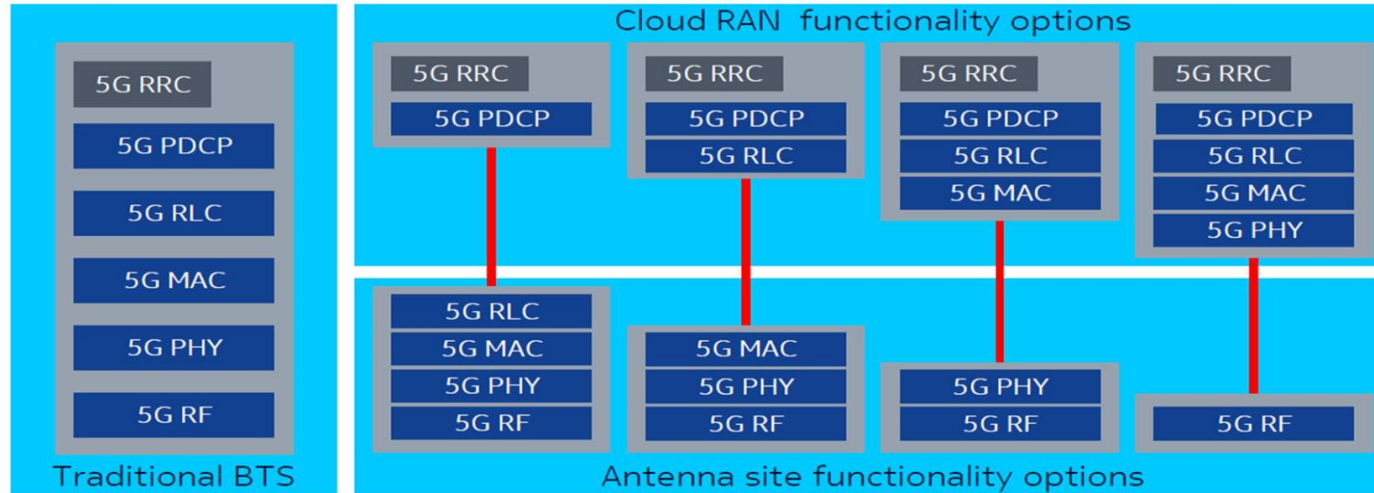 5G RRC
5G PDCP
5G RLC
5G MAC
5G PHY
5G RF
Traditional BTS
Cloud RAN functionality options
5G RRC
5G PDCP
5G RLC
5G MAC
5G PHY
5G RF
5G RRC
5G PDCP
5G RLC
5G MAC
5G PHY
5G RF
5G RRC
5G PDCP
5G RLC
5G MAC
5G PHY
5G RF
5G RRC
5G PDCP
5G RLC
5G MAC
5G PHY
5G RF
Antenna site functionality options